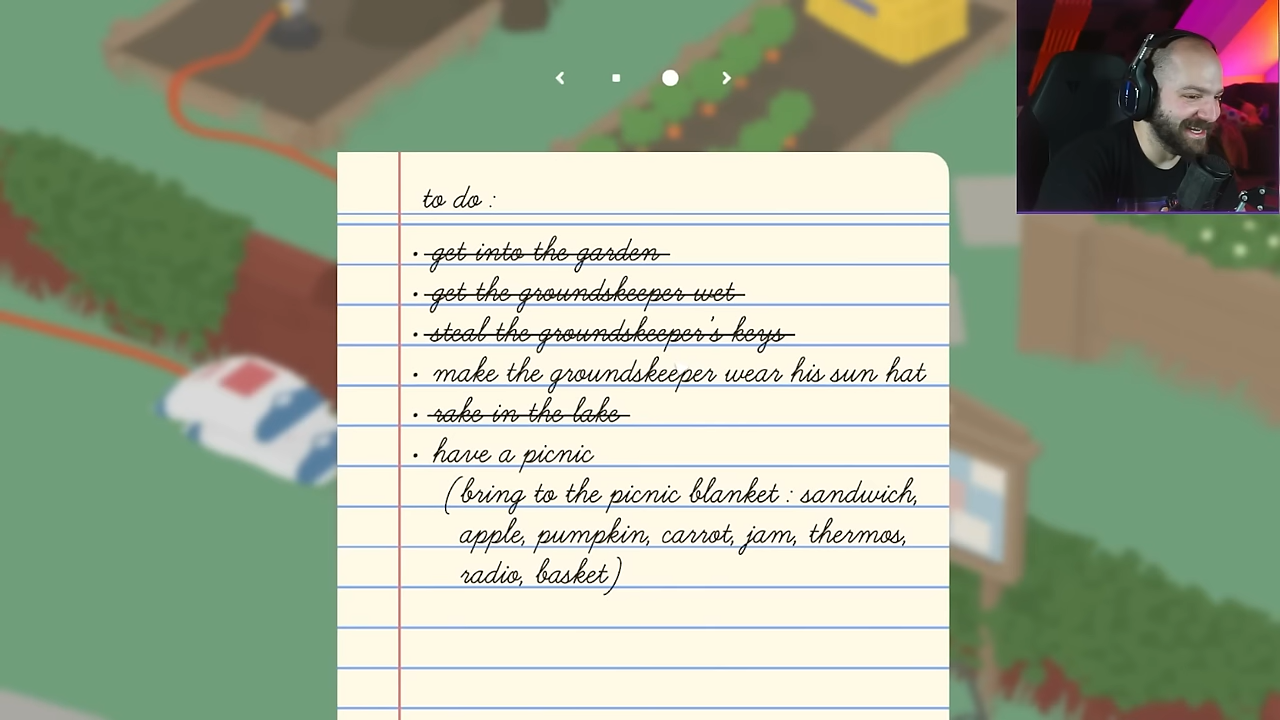 to do :
• get into the garden
• get the groundskeeper wet
• steal the groundskeeper's keys
• make the groundskeeper wear his sun hat
• rake in the lake
• have a picnic
(bring to the picnic blanket : sandwich,
apple, pumpkin, carrot, jam, thermos,
radio, basket)